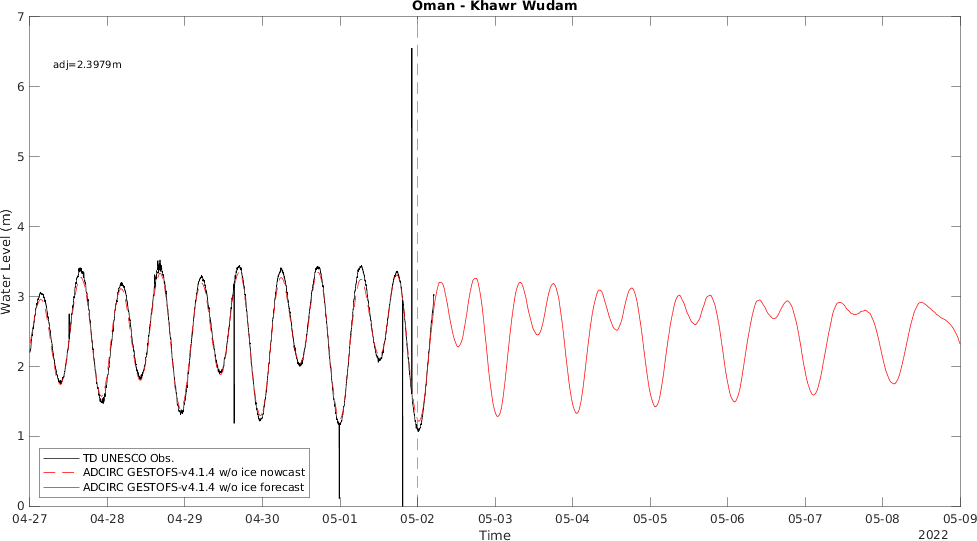 Oman - Khawr Wudam
adj=2.3979m
Water Level (m)
7
6
5
4
3
2
1
0
TD UNESCO Obs.
ADCIRC GESTOFS-v4.1.4 w/o ice nowcast
ADCIRC GESTOFS-v4.1.4 w/o ice forecast
04-27 04-28 04-29 04-30 05-01 05-02 05-03 05-04 05-05 05-06 05-07 05-08 05-09
Time
2022